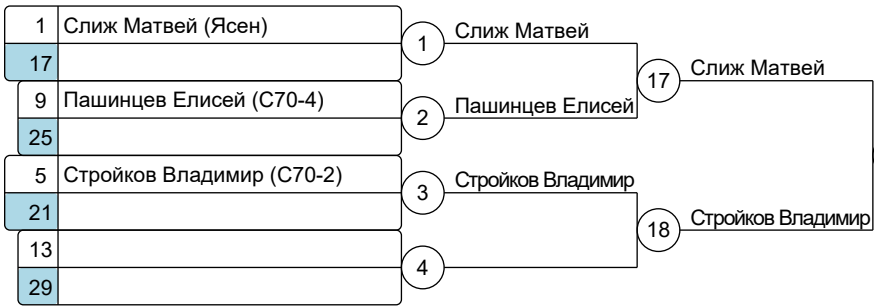 1 Слиж Матвей (Ясен)
17
9 Пашинцев Елисей (С70-4)
25
5 Стройков Владимир (С70-2)
21
13
29
1 Слиж Матвей
2 Пашинцев Елисей
3 Стройков Владимир
4
17 Слиж Матвей
18 Стройков Владимир